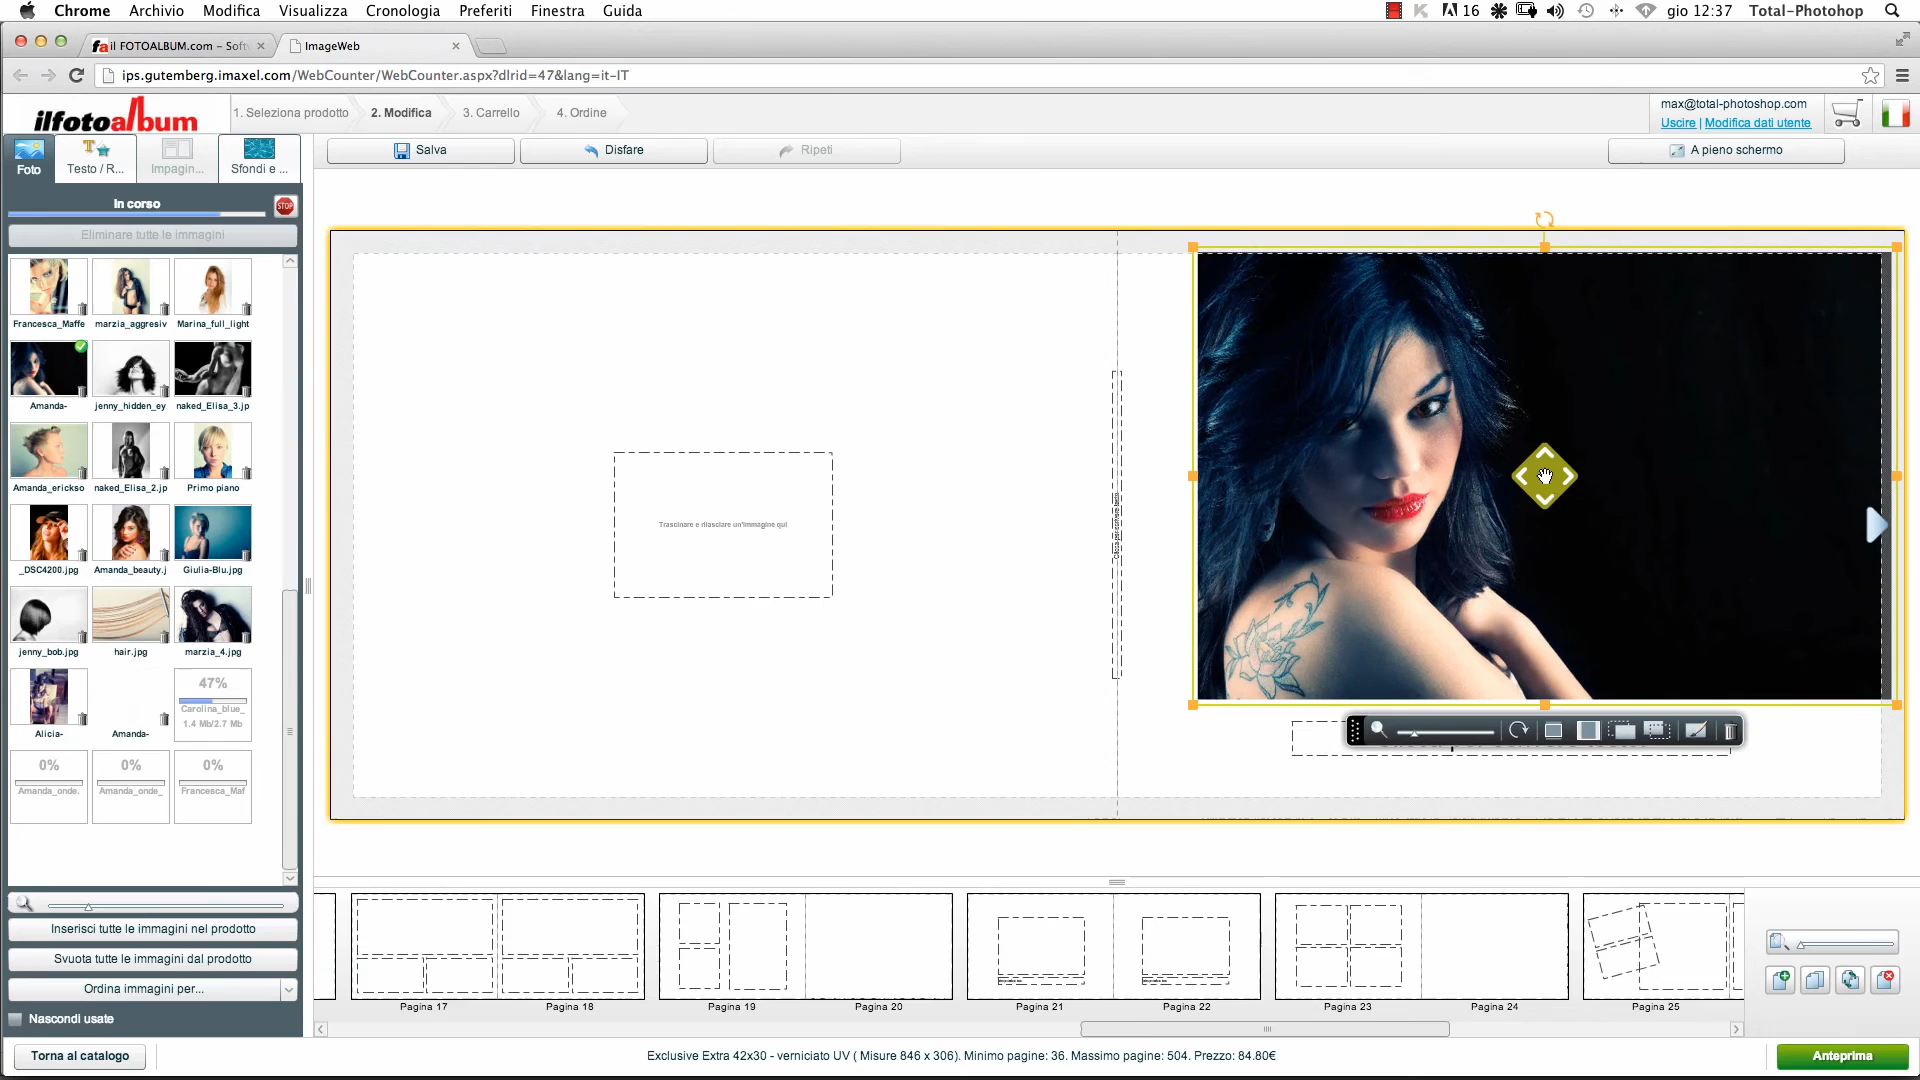 Chrome Archivio Modifica Visualizza Cronologia Preferiti Finestra Guida
16 gio 12:37 Total-Photohop
fa il FOTOALBUM.com – Soft
ImageWeb
ips.gutemberg.imaxel.com/WebCounter/WebCounter.aspx?dlrid=47&lang=it-IT
ilfotoalbum
1. Seleziona prodotto 2. Modifica 3. Carrello 4. Ordine
max@total-photoshop.com
Uscire | Modifica dati utente
Foto
Testo / R...
Impagin...
Sfondi e ...
Salva
Disfare
Ripeti
A pieno schermo
In corso
STOP
Eliminare tutte le immagini
Francesca_Maffe marzia_aggresiv Marina_full_light
Amanda- jenny_hidden_ey naked_Elisa_3.jp
Amanda_erickso naked_Elisa_2.jp Primo piano
_DSC4200.jpg Amanda_beauty.j Giulia-Blu.jpg
jenny_bob.jpg hair.jpg marzia_4.jpg
47%
Carolina_blue_
1.4 Mb/2.7 Mb
Alicia- Amanda-
0% 0% 0%
Amanda_onde. Amanda_onde_ Francesca_Maf
Trascinare e rilasciare un'immagine qui
Inserisci tutte le immagini nel prodotto
Svuota tutte le immagini dal prodotto
Ordina immagini per...
Nascondi usate
Pagina 17 Pagina 18 Pagina 19 Pagina 20 Pagina 21 Pagina 22 Pagina 23 Pagina 24 Pagina 25
Torna al catalogo
Exclusive Extra 42x30 - verniciato UV ( Misure 846 x 306). Minimo pagine: 36. Massimo pagine: 504. Prezzo: 84.80€
Anteprima